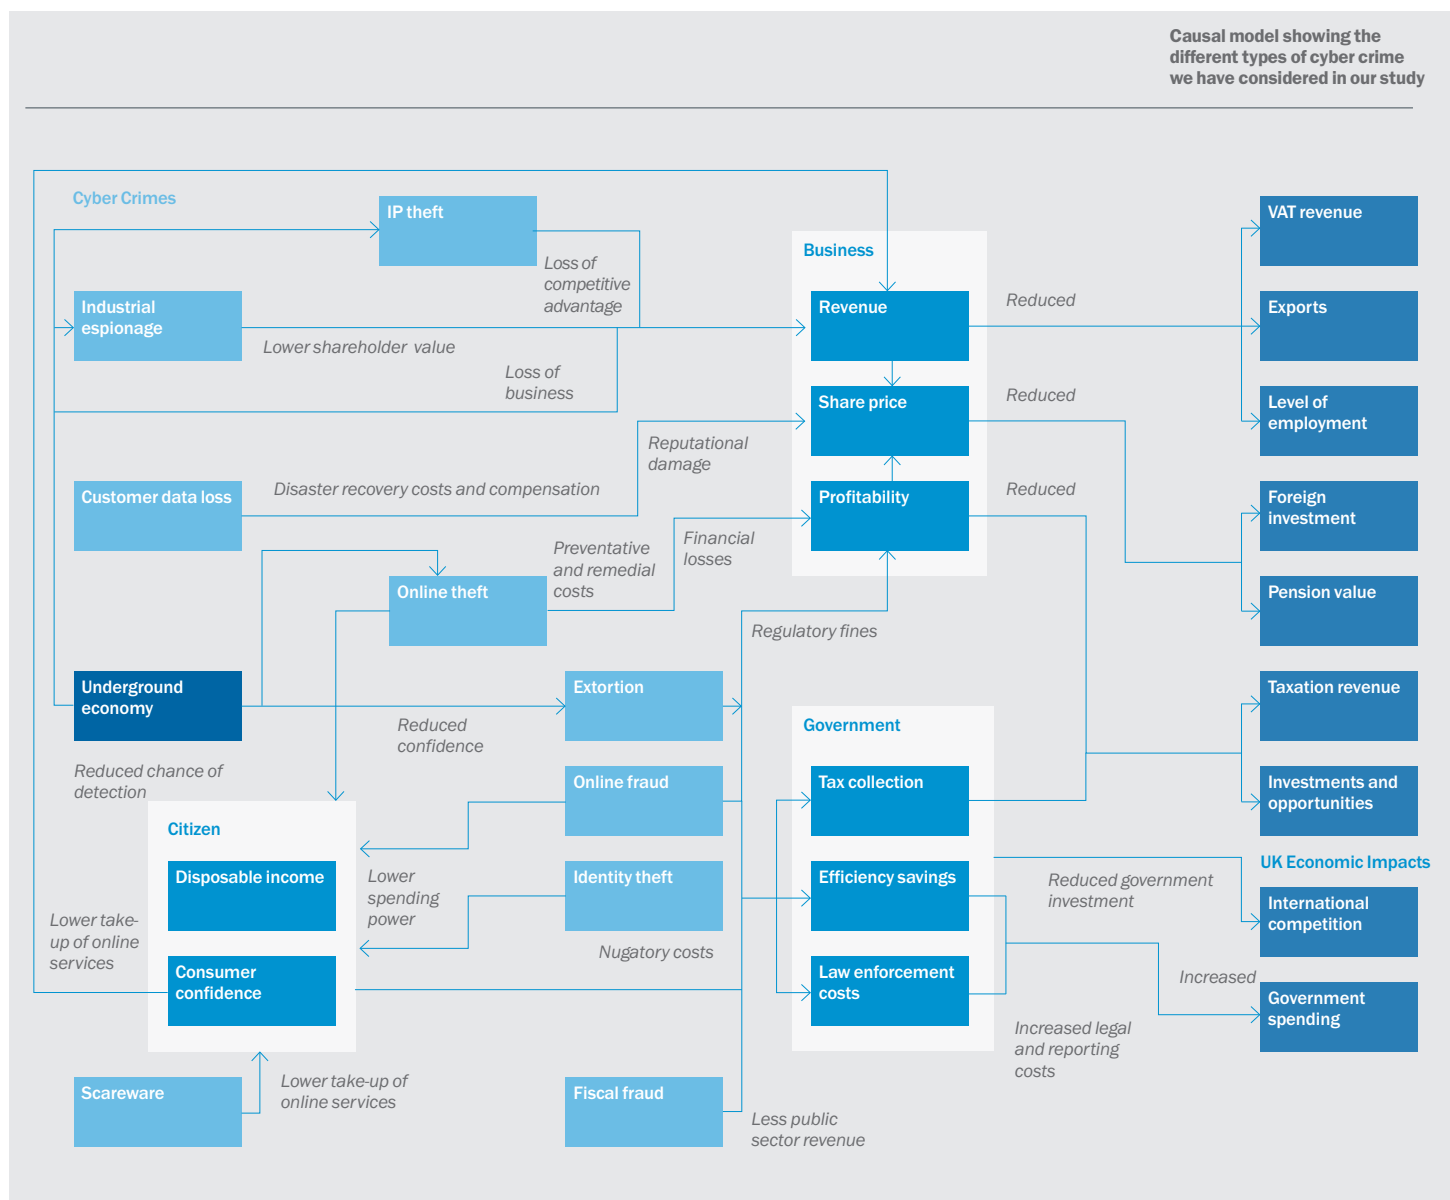 Causal model showing the
different types of cyber crime
we have considered in our study
Cyber Crimes
IP theft
Loss of
competitive
advantage
Industrial
espionage
Lower shareholder value
Loss of
business
Customer data loss
Disaster recovery costs and compensation
Reputational
damage
Online theft
Preventative
and remedial
costs
Financial
losses
Underground
economy
Reduced
confidence
Extortion
Regulatory fines
Reduced chance of
detection
Online fraud
Citizen
Disposable income
Lower
spending
power
Identity theft
Nugatory costs
Lower take-
up of online
services
Consumer
confidence
Scareware
Lower take-up of
online services
Fiscal fraud
Less public
sector revenue
Business
Revenue
Reduced
Share price
Reduced
Profitability
Reduced
Government
Tax collection
Efficiency savings
Reduced government
investment
Law enforcement
costs
Increased legal
and reporting
costs
Increased
VAT revenue
Exports
Level of
employment
Foreign
investment
Pension value
Taxation revenue
Investments and
opportunities
UK Economic Impacts
International
competition
Government
spending